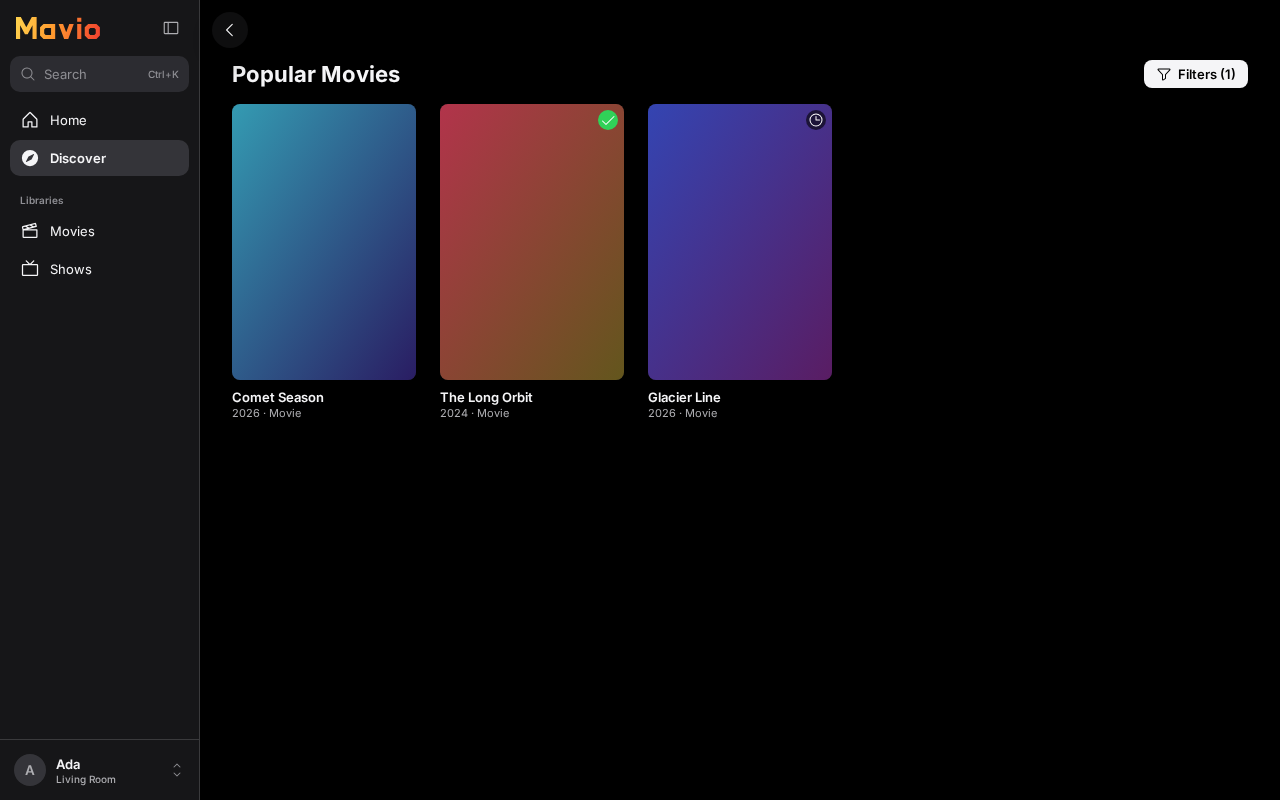 Mavio
Search Ctrl+K
Home
Discover
Libraries
Movies
Shows
A
Ada
Living Room
Popular Movies
Filters (1)
Comet Season
2026 · Movie
The Long Orbit
2024 · Movie
Glacier Line
2026 · Movie